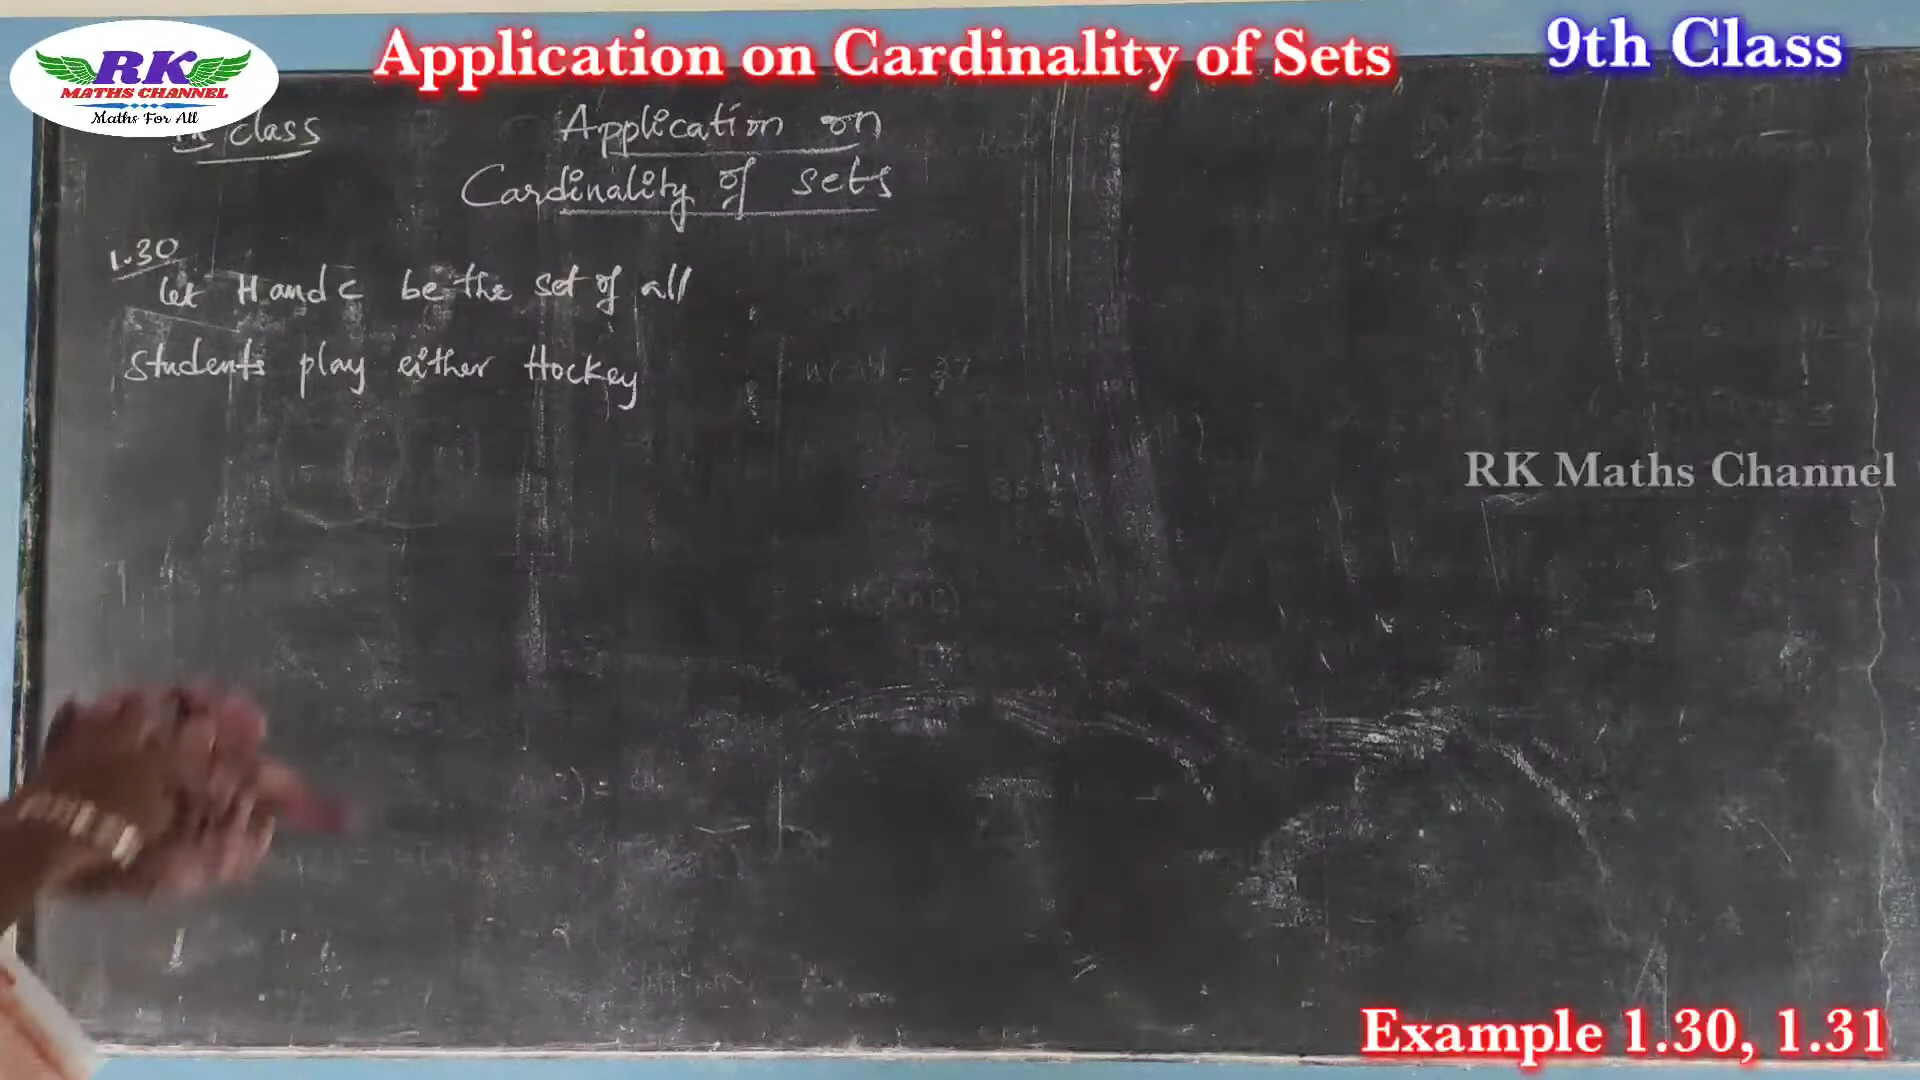 Application on Cardinality of Sets
9th Class
RK
MATHS CHANNEL
Maths For All
class
Application on
Cardinality of sets
1.30
Let H and C be the set of all
students play either Hockey
RK Maths Channel
Example 1.30, 1.31